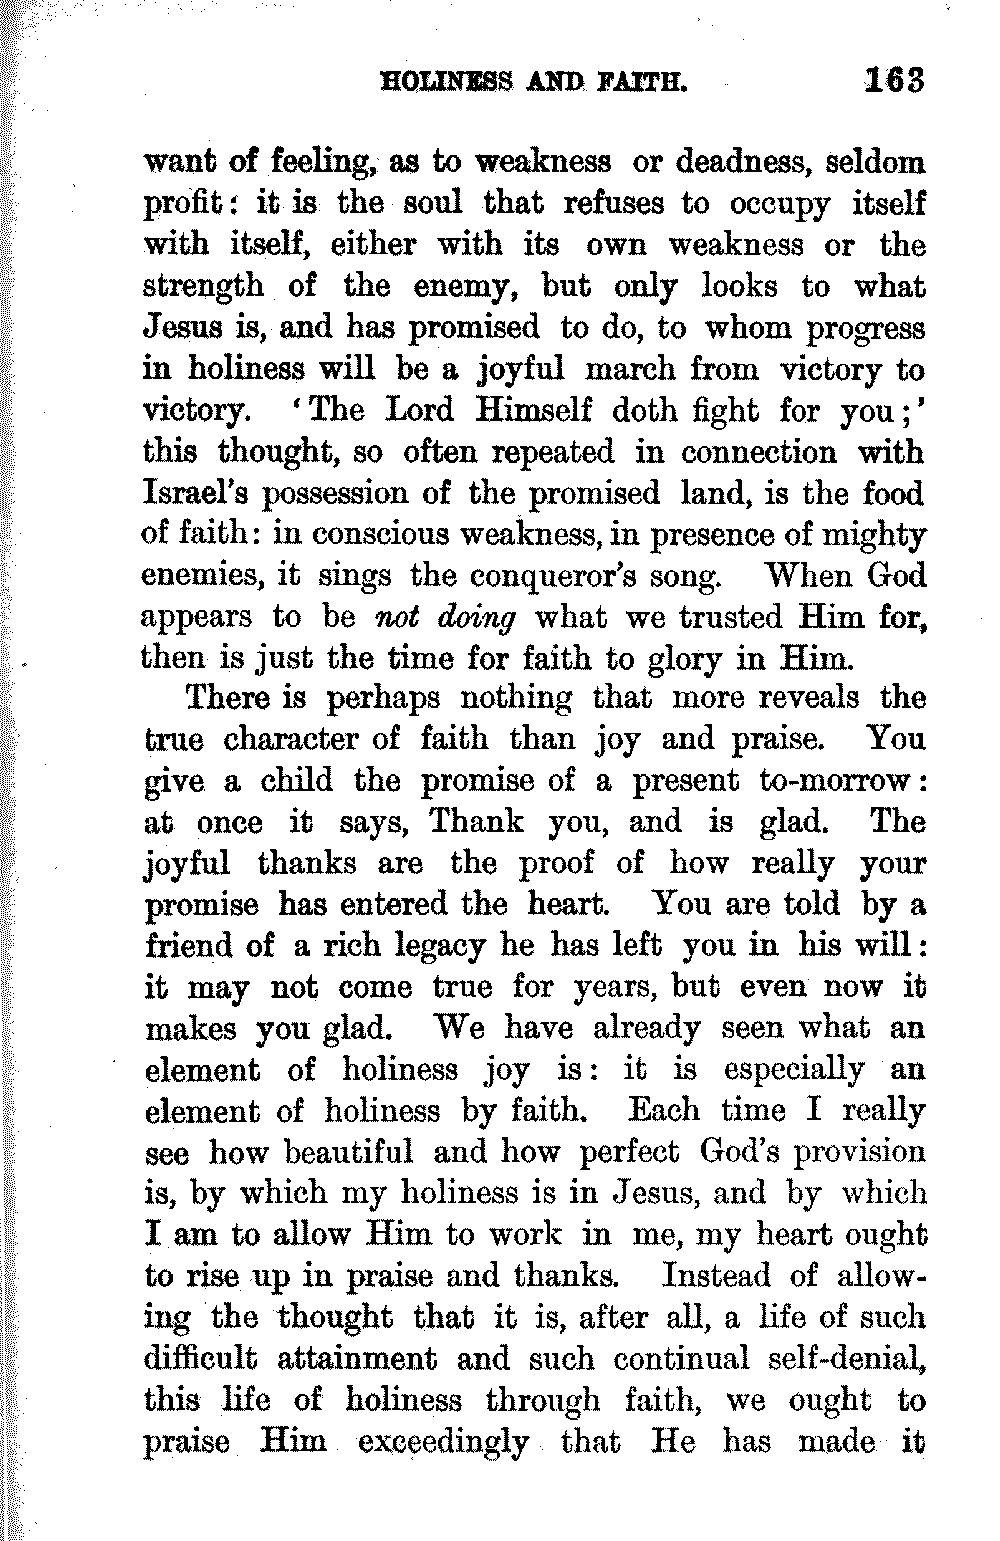 HOLINESS AND FAITH. 163
want of feeling, as to weakness or deadness, seldom
profit: it is the soul that refuses to occupy itself
with itself, either with its own weakness or the
strength of the enemy, but only looks to what
Jesus is, and has promised to do, to whom progress
in holiness will be a joyful march from victory to
victory. ‘The Lord Himself doth fight for you;’
this thought, so often repeated in connection with
Israel's possession of the promised land, is the food
of faith: in conscious weakness, in presence of mighty
enemies, it sings the conqueror's song. When God
appears to be not doing what we trusted Him for,
then is just the time for faith to glory in Him.
There is perhaps nothing that more reveals the
true character of faith than joy and praise. You
give a child the promise of a present to-morrow:
at once it says, Thank you, and is glad. The
joyful thanks are the proof of how really your
promise has entered the heart. You are told by a
friend of a rich legacy he has left you in his will:
it may not come true for years, but even now it
makes you glad. We have already seen what an
element of holiness joy is: it is especially an
element of holiness by faith. Each time I really
see how beautiful and how perfect God's provision
is, by which my holiness is in Jesus, and by which
I am to allow Him to work in me, my heart ought
to rise up in praise and thanks. Instead of allow-
ing the thought that it is, after all, a life of such
difficult attainment and such continual self-denial,
this life of holiness through faith, we ought to
praise Him exceedingly that He has made it